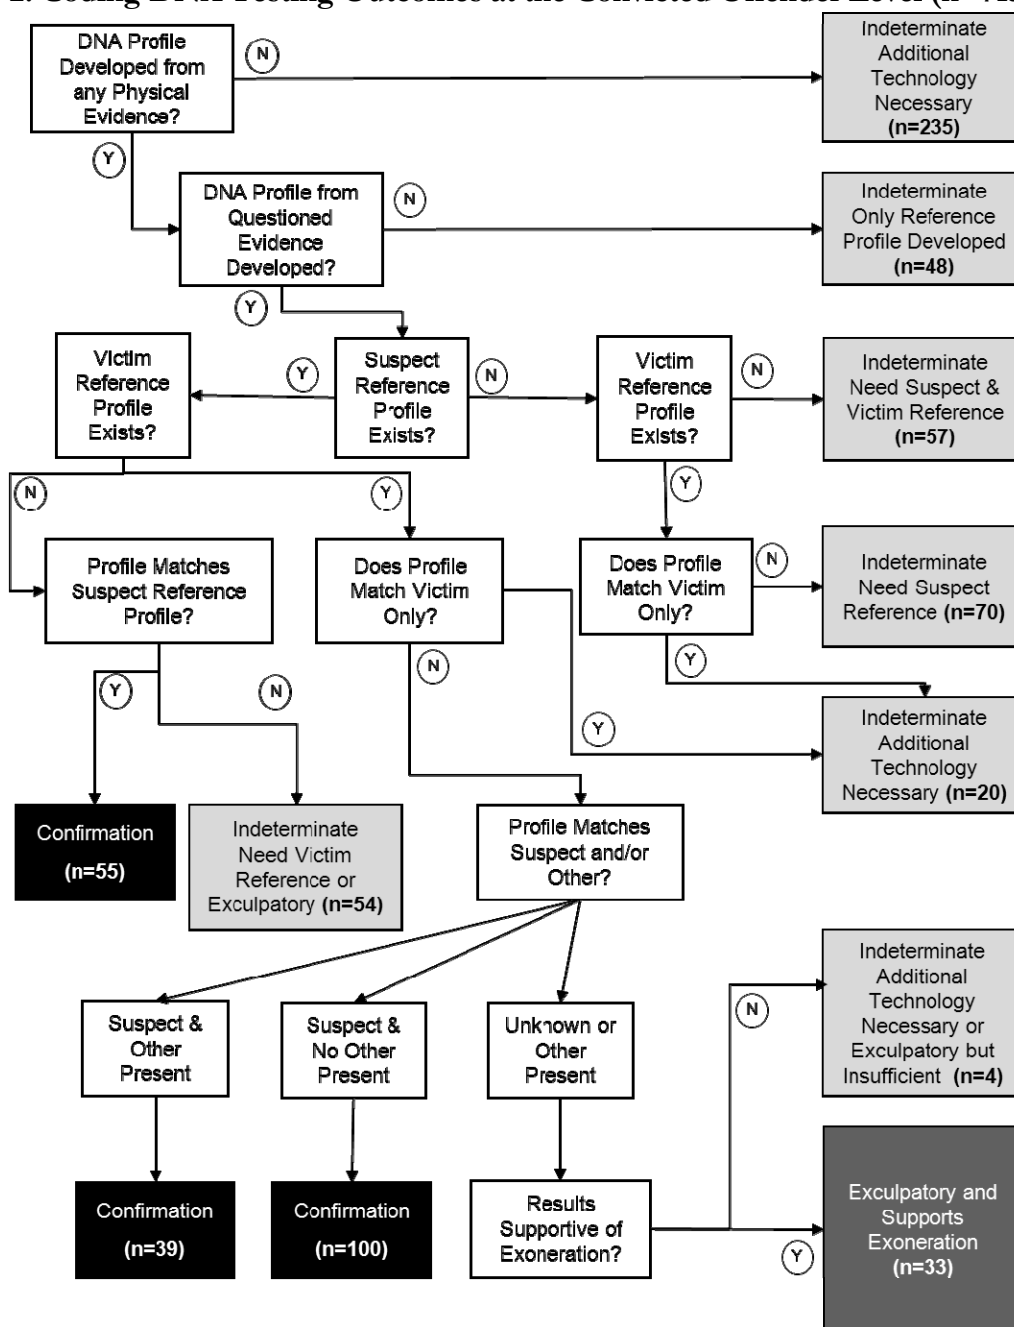 DNA Profile
Developed from
any Physical
Evidence?
N
Indeterminate
Additional
Technology
Necessary
(n=235)
Y
DNA Profile from
Questioned
Evidence
Developed?
N
Indeterminate
Only Reference
Profile Developed
(n=48)
Y
Victim
Reference
Profile
Exists?
Y
Suspect
Reference
Profile
Exists?
N
Victim
Reference
Profile
Exists?
N
Indeterminate
Need Suspect &
Victim Reference
(n=57)
N
Y
Y
Profile Matches
Suspect Reference
Profile?
Does Profile
Match Victim
Only?
Does Profile
Match Victim
Only?
N
Indeterminate
Need Suspect
Reference (n=70)
Y
N
N
Y
Y
Indeterminate
Additional
Technology
Necessary (n=20)
Confirmation
(n=55)
Indeterminate
Need Victim
Reference or
Exculpatory (n=54)
Profile Matches
Suspect and/or
Other?
Suspect &
Other
Present
Suspect &
No Other
Present
Unknown or
Other
Present
N
Indeterminate
Additional
Technology
Necessary or
Exculpatory but
Insufficient (n=4)
Confirmation
(n=39)
Confirmation
(n=100)
Results
Supportive of
Exoneration?
Y
Exculpatory and
Supports
Exoneration
(n=33)